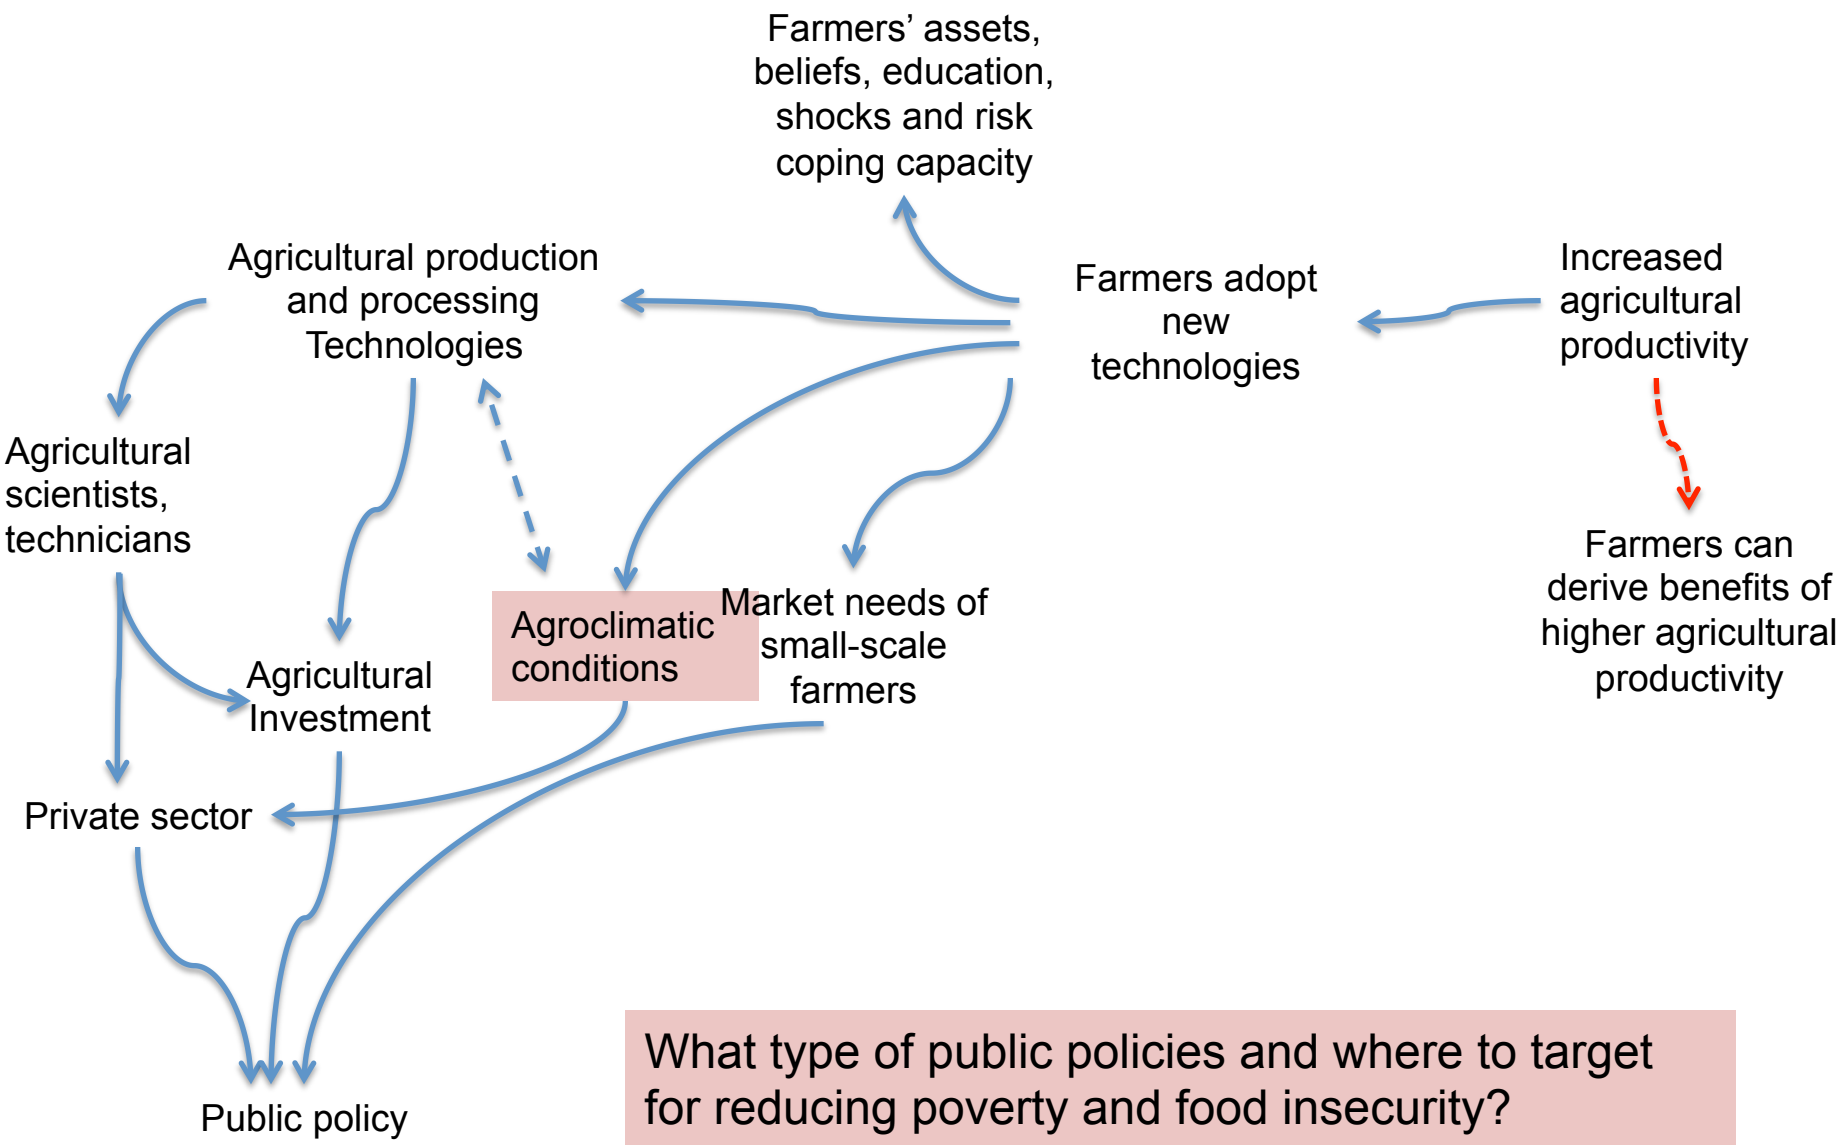 Farmers’ assets,
beliefs, education,
shocks and risk
coping capacity
Agricultural production
and processing
Technologies
Farmers adopt
new
technologies
Increased
agricultural
productivity
Agricultural
scientists,
technicians
Farmers can
derive benefits of
higher agricultural
productivity
Agroclimatic
conditions
Market needs of
small-scale
farmers
Agricultural
Investment
Private sector
Public policy
What type of public policies and where to target
for reducing poverty and food insecurity?